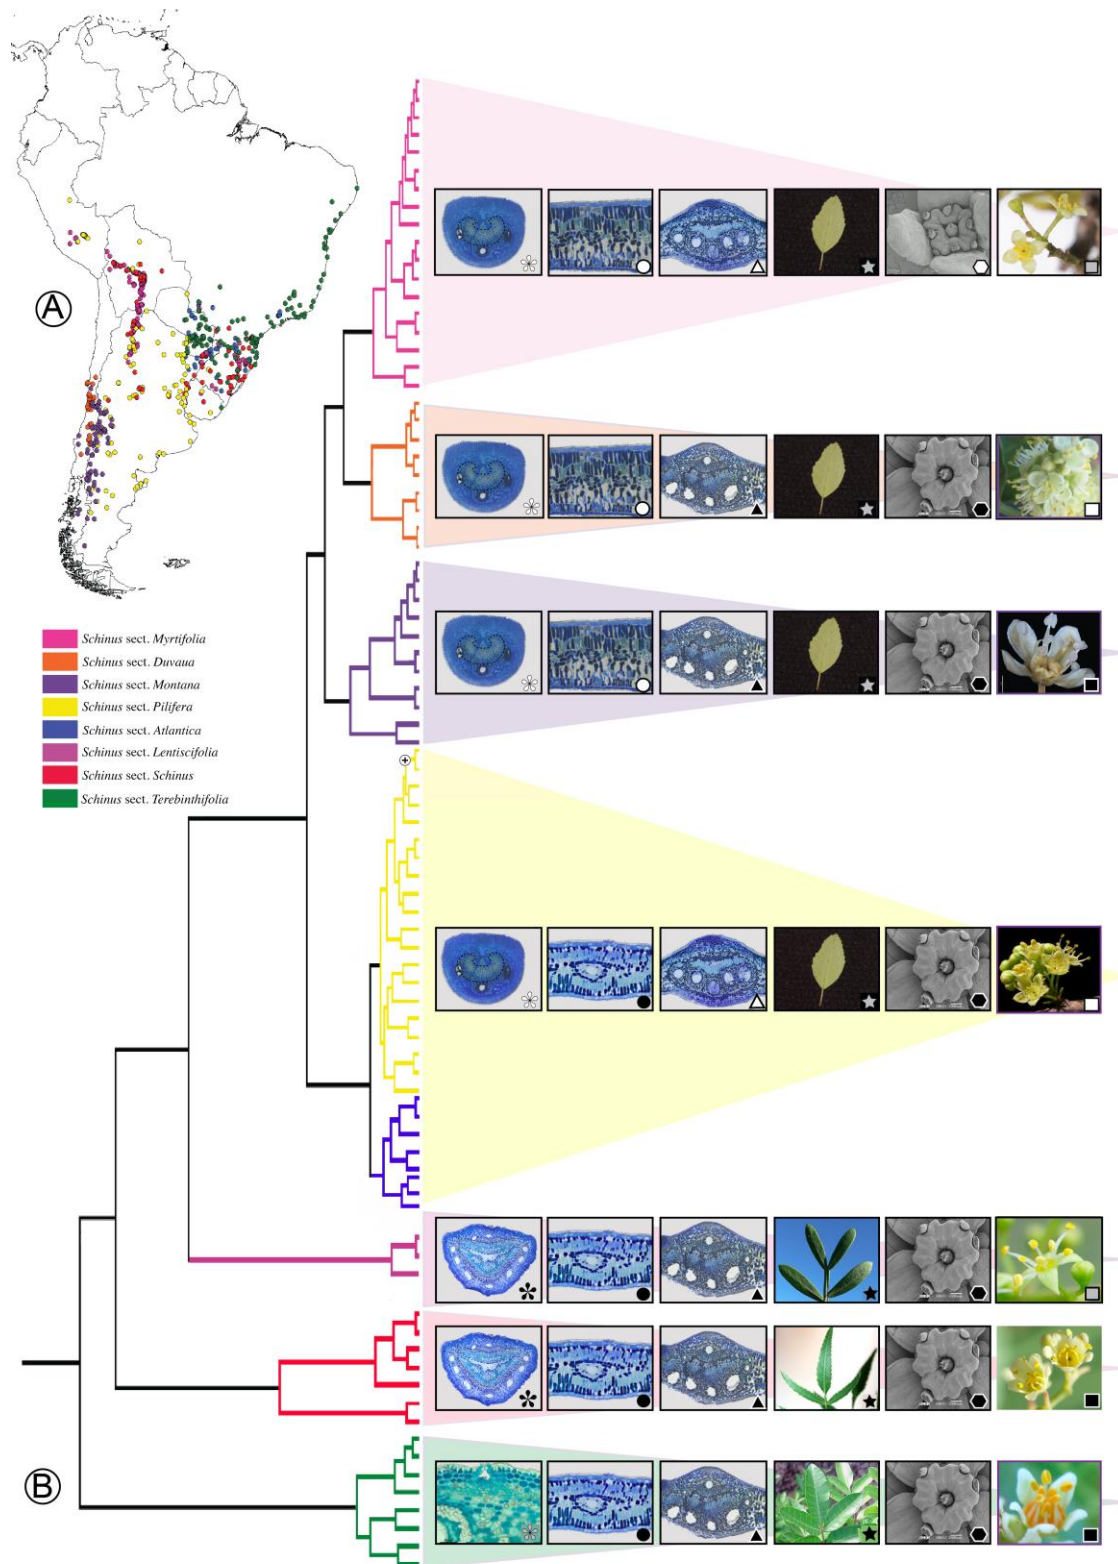 A
Schinus sect. Myrtifolia
Schinus sect. Duvaua
Schinus sect. Montana
Schinus sect. Pilifera
Schinus sect. Atlantica
Schinus sect. Lentiscifolia
Schinus sect. Schinus
Schinus sect. Terebinthifolia
B